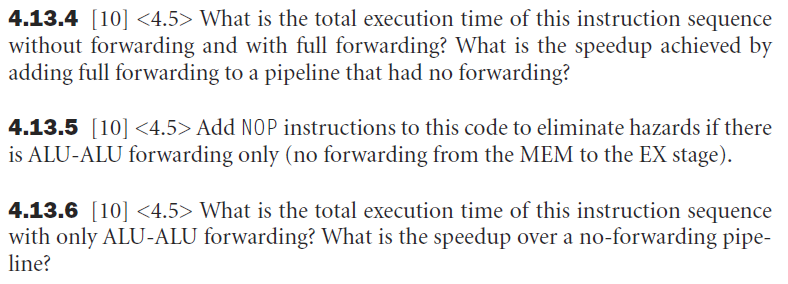 4.13.4 [10] <4.5> What is the total execution time of this instruction sequence
without forwarding and with full forwarding? What is the speedup achieved by
adding full forwarding to a pipeline that had no forwarding?
4.13.5 [10] <4.5> Add NOP instructions to this code to eliminate hazards if there
is ALU-ALU forwarding only (no forwarding from the MEM to the EX stage).
4.13.6 [10] <4.5> What is the total execution time of this instruction sequence
with only ALU-ALU forwarding? What is the speedup over a no-forwarding pipe-
line?